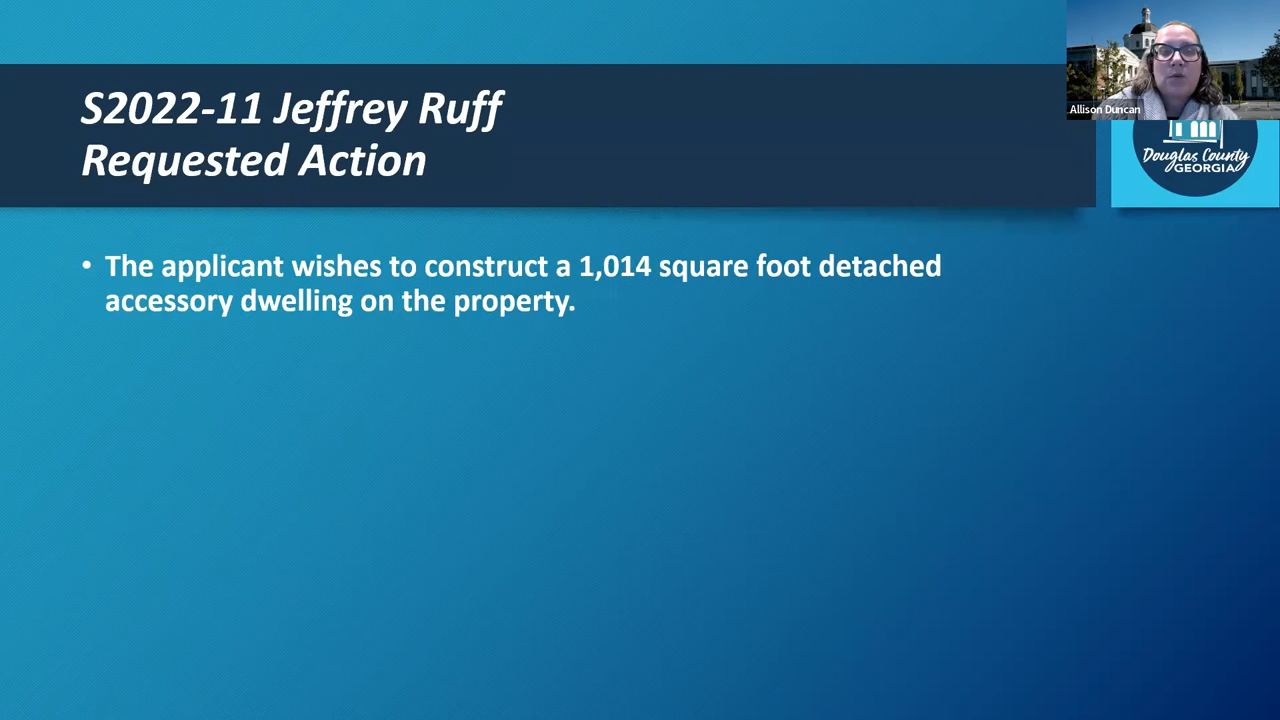 S2022-11 Jeffrey Ruff
Requested Action
Allison Duncan
Douglas County
GEORGIA
• The applicant wishes to construct a 1,014 square foot detached
accessory dwelling on the property.